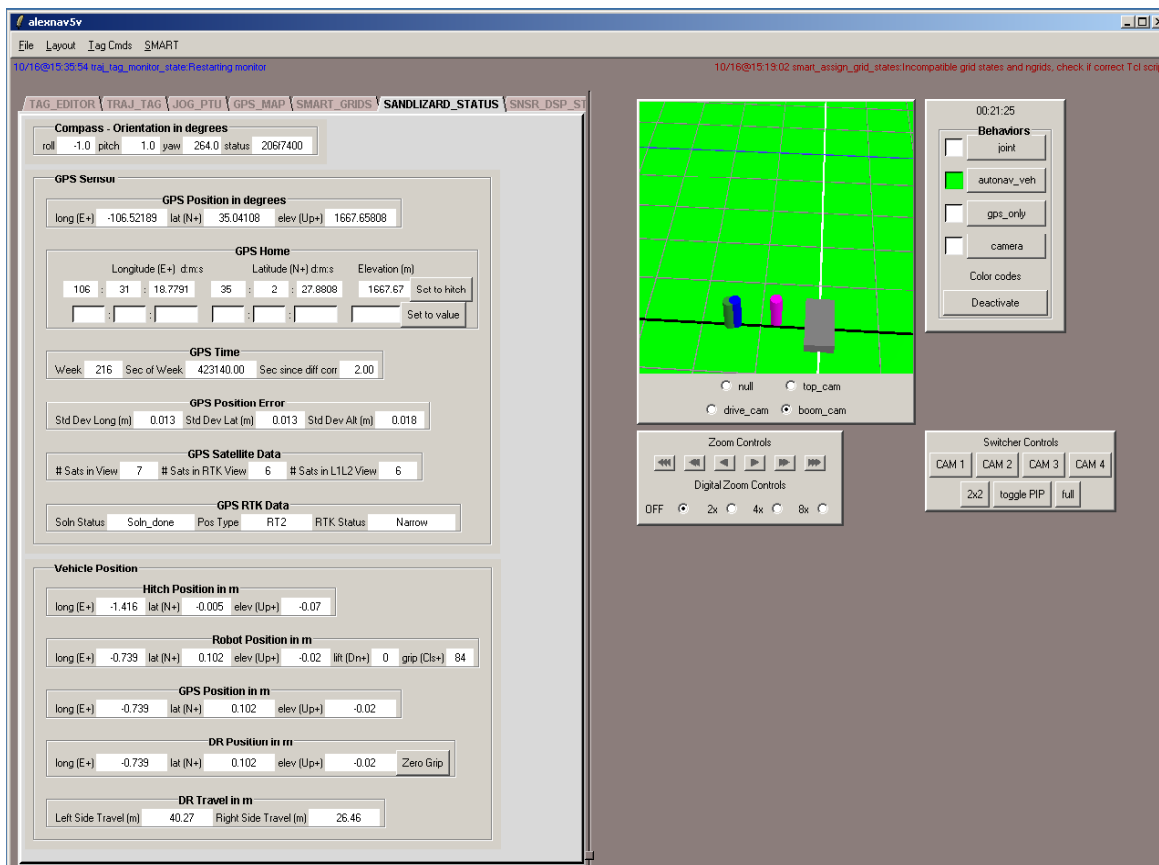 alexnav5v
File Layout Tag Cmds SMART
10/16@15:35:54 traj_tag_monitor_state:Restarting monitor
10/16@15:19:02 smart_assign_grid_states:Incompatible grid states and ngrids, check if correct Tcl scrip
TAG_EDITOR TRAJ_TAG JOG_PTU GPS_MAP SMART_GRIDS SANDLIZARD_STATUS SNSR_DSP_ST
Compass - Orientation in degrees
roll -1.0 pitch 1.0 yaw 264.0 status 206f7400
GPS Sensor
GPS Position in degrees
long (E+) -106.52189 lat (N+) 35.04108 elev (Up+) 1667.65808
GPS Home
Longitude (E+) d:m:s Latitude (N+) d:m:s Elevation (m)
106 : 31 : 18.7791 35 : 2 : 27.8808 1667.67 Set to hitch
: : : : Set to value
GPS Time
Week 216 Sec of Week 423140.00 Sec since diff corr 2.00
GPS Position Error
Std Dev Long (m) 0.013 Std Dev Lat (m) 0.013 Std Dev Alt (m) 0.018
GPS Satellite Data
# Sats in View 7 # Sats in RTK View 6 # Sats in L1L2 View 6
GPS RTK Data
Soln Status Soln_done Pos Type RT2 RTK Status Narrow
Vehicle Position
Hitch Position in m
long (E+) -1.416 lat (N+) -0.005 elev (Up+) -0.07
Robot Position in m
long (E+) -0.739 lat (N+) 0.102 elev (Up+) -0.02 lift (Dn+) 0 grip (Cls+) 84
GPS Position in m
long (E+) -0.739 lat (N+) 0.102 elev (Up+) -0.02
DR Position in m
long (E+) -0.739 lat (N+) 0.102 elev (Up+) -0.02 Zero Grip
DR Travel in m
Left Side Travel (m) 40.27 Right Side Travel (m) 26.46
null top_cam
drive_cam boom_cam
Zoom Controls
Digital Zoom Controls
OFF 2x 4x 8x
00:21:25
Behaviors
joint
autonav_veh
gps_only
camera
Color codes
Deactivate
Switcher Controls
CAM 1 CAM 2 CAM 3 CAM 4
2x2 toggle PIP full